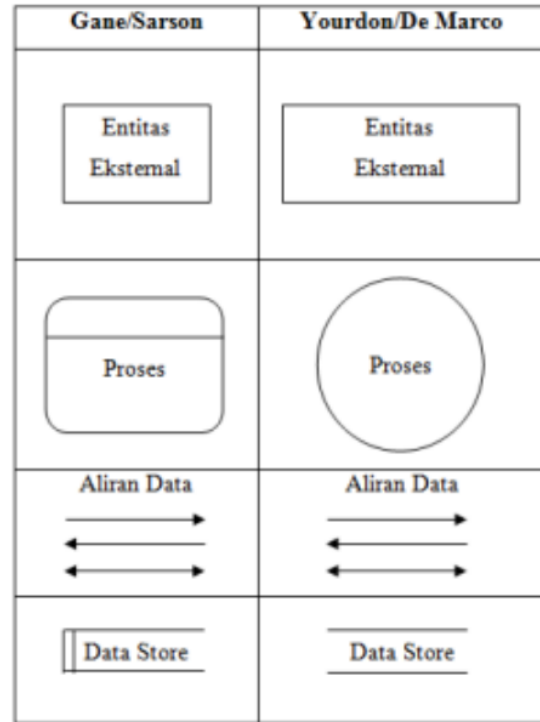 Gane/Sarson
Yourdon/De Marco
Entitas
Eksternal
Entitas
Eksternal
Proses
Proses
Aliran Data
Aliran Data
Data Store
Data Store